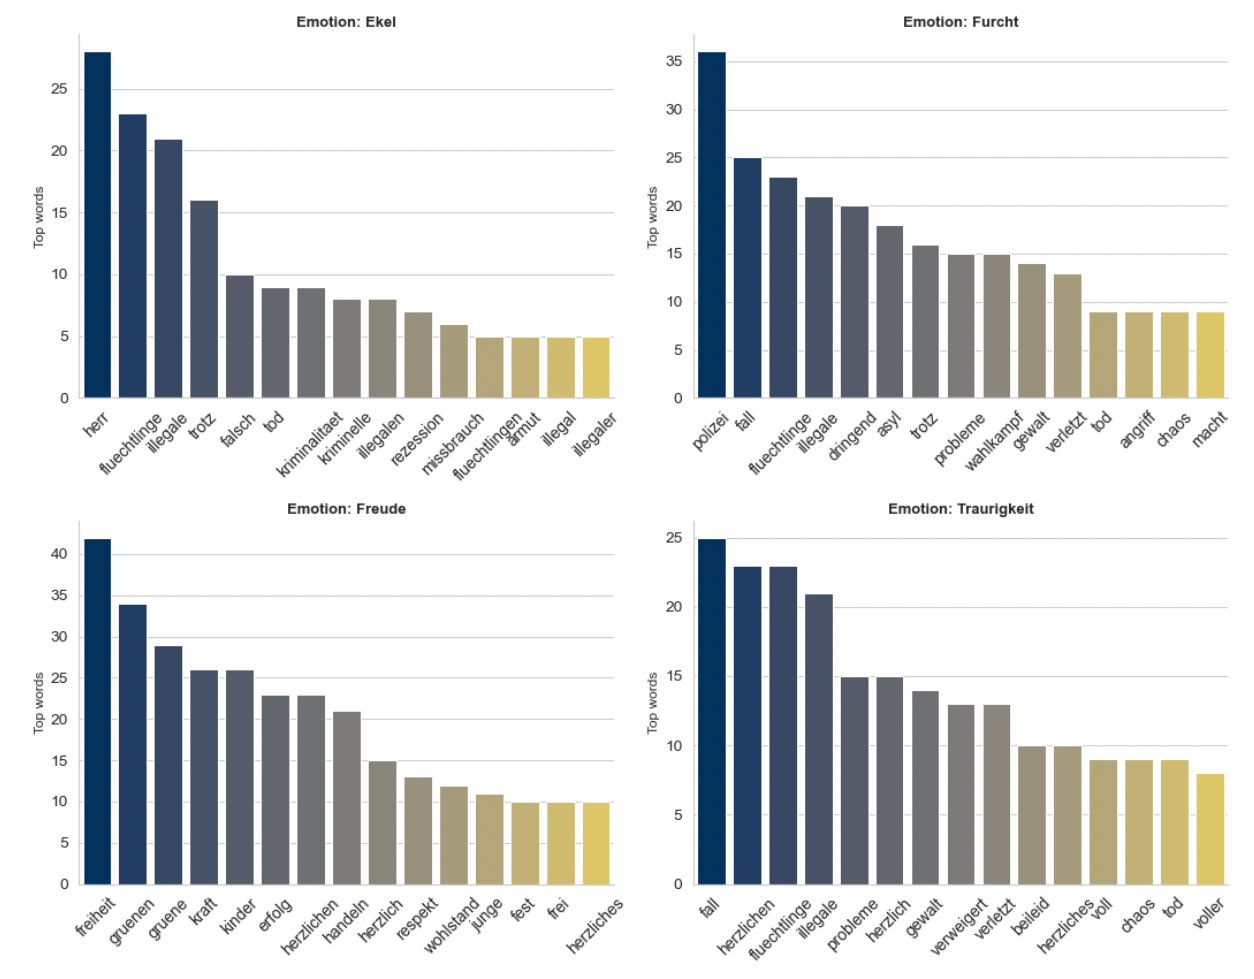 Emotion: Ekel
Top words
25
20
15
10
5
0
herr
fluechtlinge
illegale
trotz
falsch
tod
kriminalitaet
kriminelle
illegalen
rezession
missbrauch
fluechtlingen
armut
illegal
illegaler
Emotion: Furcht
Top words
35
30
25
20
15
10
5
0
polizei
fall
fluechtlinge
illegale
dringend
asyl
trotz
probleme
wahlkampf
gewalt
verletzt
tod
angriff
chaos
macht
Emotion: Freude
Top words
40
35
30
25
20
15
10
5
0
freiheit
gruenen
gruene
kraft
kinder
erfolg
herzlichen
handeln
herzlich
respekt
wohlstand
junge
fest
frei
herzliches
Emotion: Traurigkeit
Top words
25
20
15
10
5
0
fall
herzlichen
fluechtlinge
illegale
probleme
herzlich
gewalt
verweigert
verletzt
beileid
herzliches
voll
chaos
tod
voller